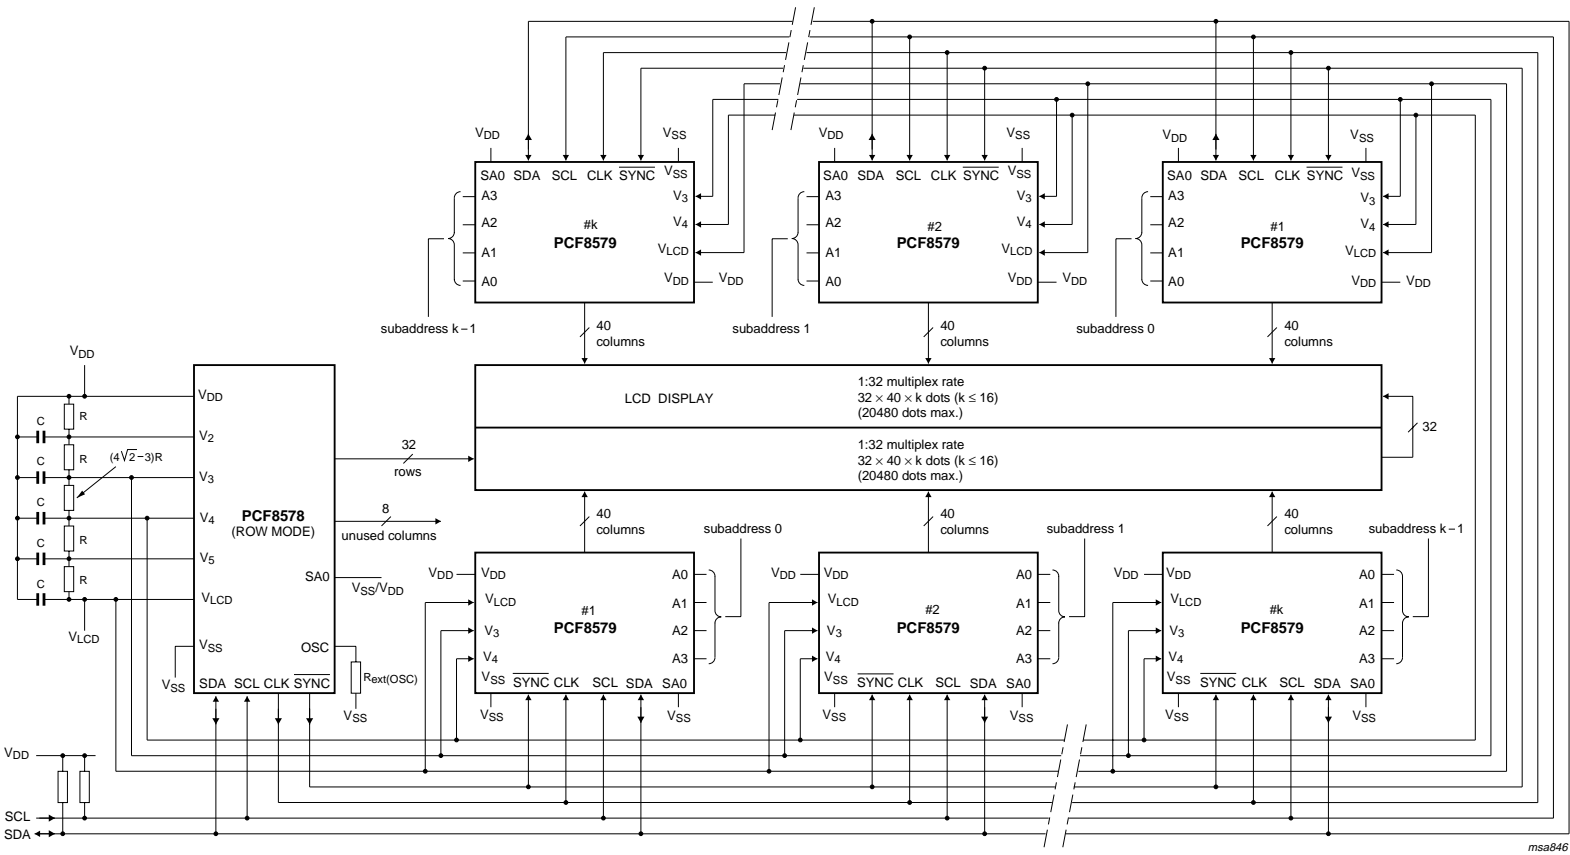 VDD VSS VDD VSS VDD VSS
SA0 SDA SCL CLK SYNC VSS
A3 V3
A2 #k V4
PCF8579
A1 VLCD
A0 VDD VDD
subaddress k−1
40
columns
SA0 SDA SCL CLK SYNC VSS
A3 V3
A2 #2 V4
PCF8579
A1 VLCD
A0 VDD VDD
subaddress 1
40
columns
SA0 SDA SCL CLK SYNC VSS
A3 V3
A2 #1 V4
PCF8579
A1 VLCD
A0 VDD VDD
subaddress 0
40
columns
LCD DISPLAY
1:32 multiplex rate
32 × 40 × k dots (k ≤ 16)
(20480 dots max.)
1:32 multiplex rate
32 × 40 × k dots (k ≤ 16)
(20480 dots max.)
32
VDD
C R
C R
C (4√2−3)R
C R
C R
C
VLCD
VDD
V2
V3
V4
V5
VLCD
VSS
VSS
PCF8578
(ROW MODE)
32
rows
8
unused columns
SA0
VSS/VDD
OSC
Rext(OSC)
VSS
SDA SCL CLK SYNC
40
columns
subaddress 0
VDD VDD A0
VLCD A1
#1
PCF8579
V3 A2
V4 A3
VSS SYNC CLK SCL SDA SA0
VSS VSS
40
columns
subaddress 1
VDD VDD A0
VLCD A1
#2
PCF8579
V3 A2
V4 A3
VSS SYNC CLK SCL SDA SA0
VSS VSS
40
columns
subaddress k−1
VDD VDD A0
VLCD A1
#k
PCF8579
V3 A2
V4 A3
VSS SYNC CLK SCL SDA SA0
VSS VSS
VDD
SCL
SDA
msa846